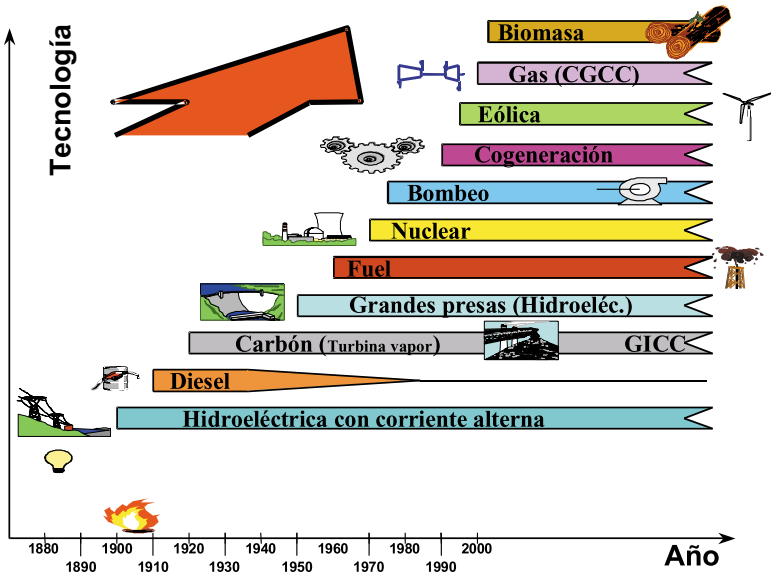 Tecnología
Biomasa
Gas (CGCC)
Eólica
Cogeneración
Bombeo
Nuclear
Fuel
Grandes presas (Hidroeléc.)
Carbón (Turbina vapor) GICC
Diesel
Hidroeléctrica con corriente alterna
1880 1900 1920 1940 1960 1980 2000
1890 1910 1930 1950 1970 1990
Año